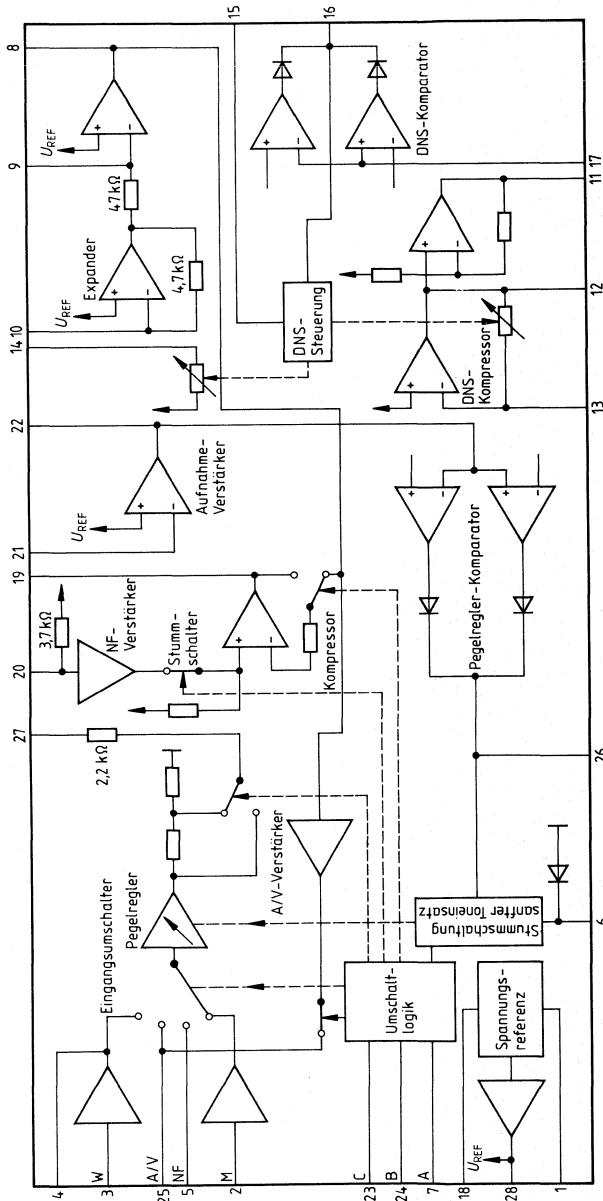 4
W
3
A/V
25
NF
5
M
2
C
23
B
24
A
7
18
U_REF
28
1
Eingangsumschalter
Pegelregler
2,2 kΩ
27
A/V-Verstärker
Umschalt-
logik
Spannungs-
referenz
Stummschaltung
sanfter Toneinsatz
6
26
20
3,7 kΩ
NF-
Verstärker
Stumm-
schalter
19
Kompressor
Pegelregler-Komparator
21
U_REF
Aufnahme-
Verstärker
22
14
10
U_REF
Expander
4,7 kΩ
47 kΩ
9
U_REF
8
DNS-
Steuerung
DNS-
Kompressor
13
12
11
17
DNS-Komparator
15
16